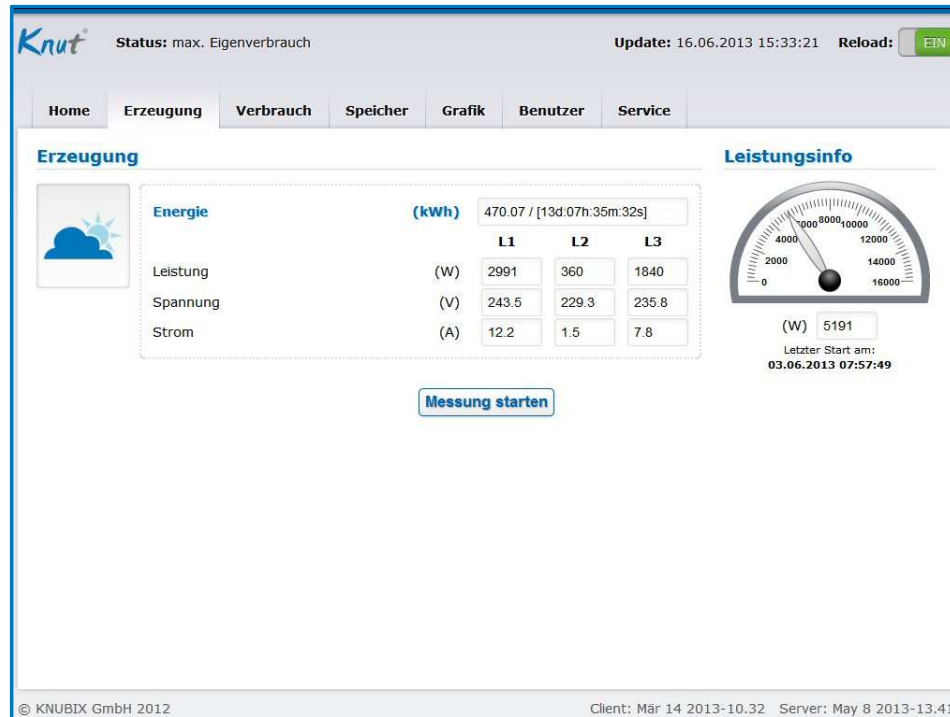 Knut Status: max. Eigenverbrauch Update: 16.06.2013 15:33:21 Reload: EIN
Home Erzeugung Verbrauch Speicher Grafik Benutzer Service
Erzeugung
Energie (kWh) 470.07 / [13d:07h:35m:32s]
L1 L2 L3
Leistung (W) 2991 360 1840
Spannung (V) 243.5 229.3 235.8
Strom (A) 12.2 1.5 7.8
Messung starten
Leistungsinfo
0 2000 4000 8000 10000 12000 14000 16000
(W) 5191
Letzter Start am:
03.06.2013 07:57:49
© KNUBIX GmbH 2012 Client: Mär 14 2013-10.32 Server: May 8 2013-13.41